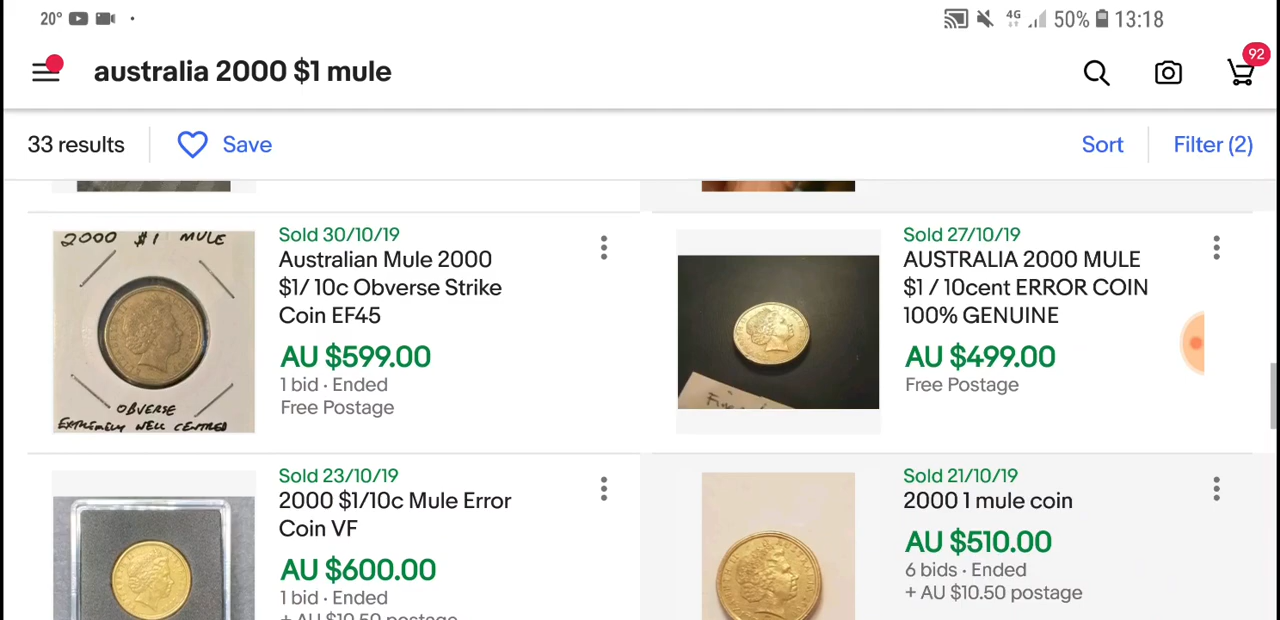 20° 4G 50% 13:18
australia 2000 $1 mule 92
33 results Save Sort Filter (2)
2000 $1 MULE
OBVERSE
EXTREMELY WELL CENTRED
Sold 30/10/19
Australian Mule 2000
$1/ 10c Obverse Strike
Coin EF45
AU $599.00
1 bid · Ended
Free Postage
Sold 27/10/19
AUSTRALIA 2000 MULE
$1 / 10cent ERROR COIN
100% GENUINE
AU $499.00
Free Postage
Sold 23/10/19
2000 $1/10c Mule Error
Coin VF
AU $600.00
1 bid · Ended
+ AU $10.50 postage
Sold 21/10/19
2000 1 mule coin
AU $510.00
6 bids · Ended
+ AU $10.50 postage